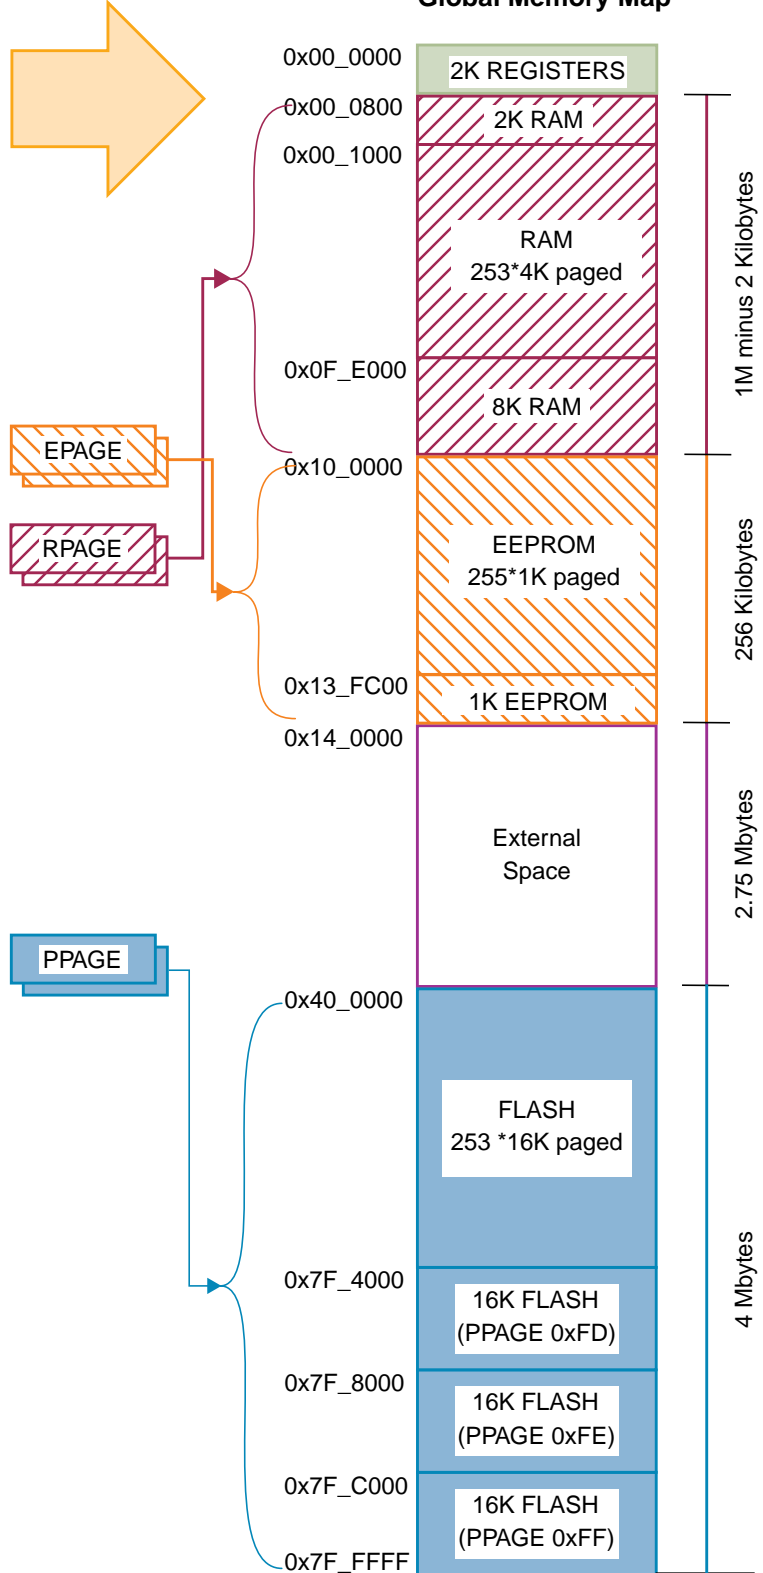 Global Memory Map
0x00_0000
2K REGISTERS
0x00_0800
2K RAM
0x00_1000
RAM
253*4K paged
1M minus 2 Kilobytes
0x0F_E000
8K RAM
EPAGE
0x10_0000
RPAGE
EEPROM
255*1K paged
256 Kilobytes
0x13_FC00
1K EEPROM
0x14_0000
External
Space
2.75 Mbytes
PPAGE
0x40_0000
FLASH
253 *16K paged
0x7F_4000
16K FLASH
(PPAGE 0xFD)
4 Mbytes
0x7F_8000
16K FLASH
(PPAGE 0xFE)
0x7F_C000
16K FLASH
(PPAGE 0xFF)
0x7F_FFFF